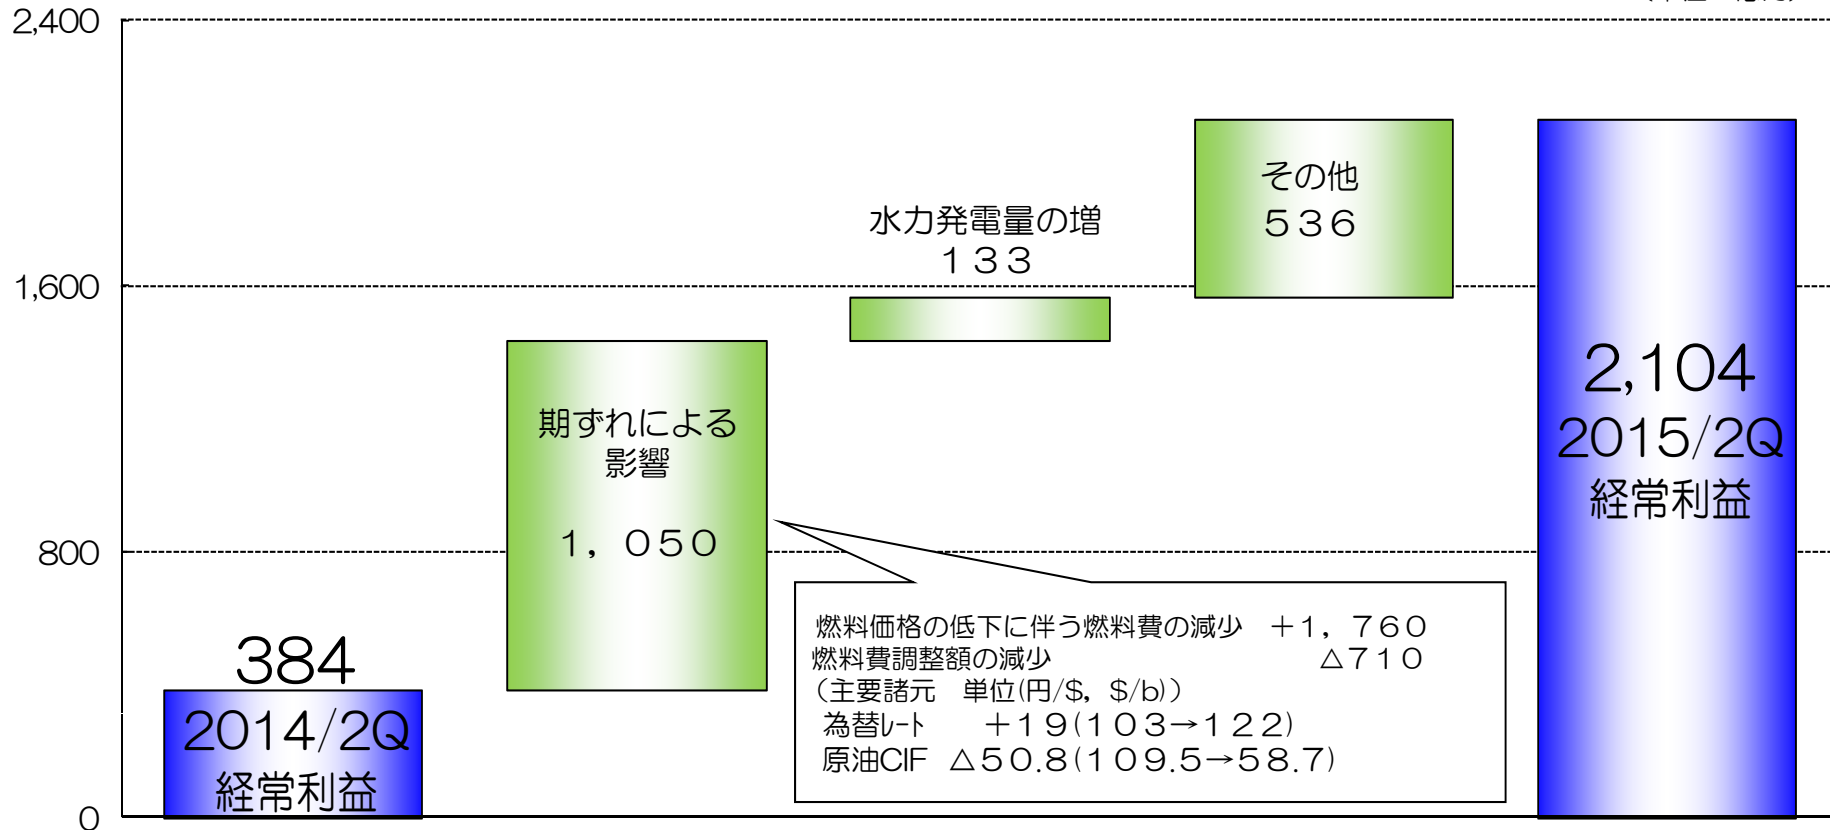 2,400
1,600
800
0
384
2014/2Q
経常利益
期ずれによる
影響
１，０５０
水力発電量の増
１３３
その他
５３６
2,104
2015/2Q
経常利益
燃料価格の低下に伴う燃料費の減少　＋１，７６０
燃料費調整額の減少　△７１０
（主要諸元　単位(円/$，$/b)）
為替ﾚｰﾄ　＋１９(１０３→１２２)
原油CIF　△５０.８(１０９.５→５８.７)